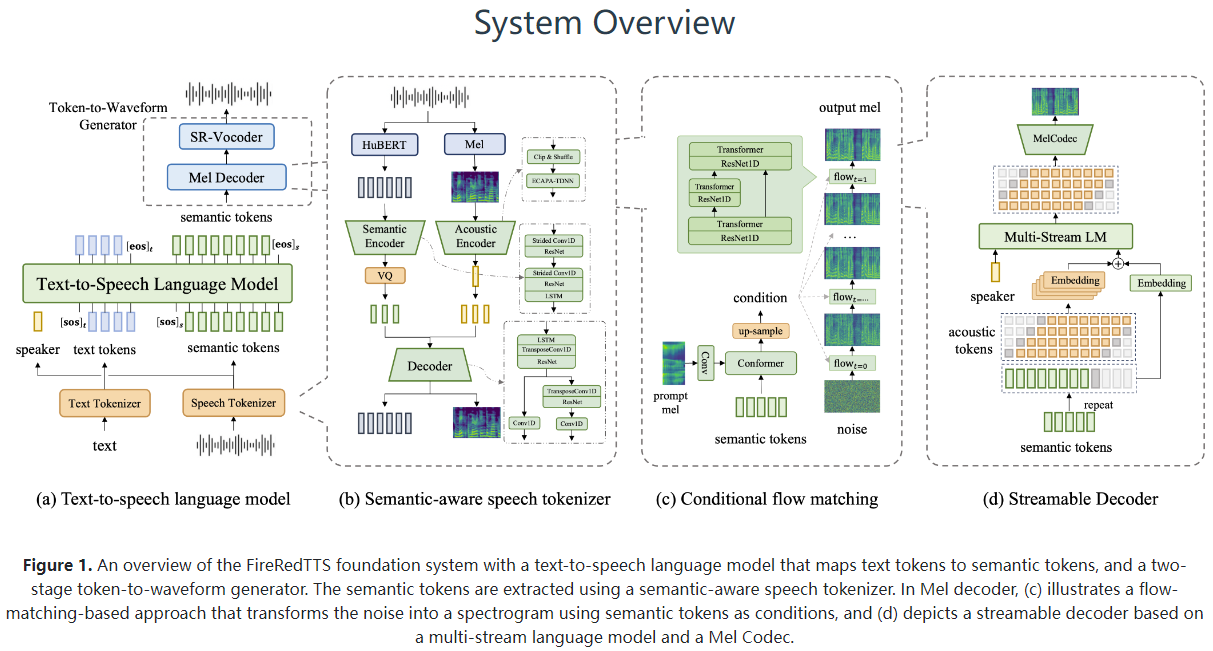 System Overview
Token-to-Waveform
Generator
SR-Vocoder
Mel Decoder
semantic tokens
[eos]t
[eos]s
Text-to-Speech Language Model
[sos]t
[sos]s
speaker
text tokens
semantic tokens
Text Tokenizer
Speech Tokenizer
text
(a) Text-to-speech language model
HuBERT
Mel
Clip & Shuffle
ECAPA-TDNN
Semantic
Encoder
Acoustic
Encoder
VQ
Strided Conv1D
ResNet
Strided Conv1D
ResNet
LSTM
Decoder
LSTM
TransposeConv1D
ResNet
TransposeConv1D
ResNet
Conv1D
Conv1D
(b) Semantic-aware speech tokenizer
output mel
Transformer
ResNet1D
Transformer
ResNet1D
Transformer
ResNet1D
flowt=1
...
condition
flowt=...
up-sample
Conv
Conformer
flowt=0
prompt
mel
semantic tokens
noise
(c) Conditional flow matching
MelCodec
Multi-Stream LM
speaker
Embedding
Embedding
acoustic
tokens
repeat
semantic tokens
(d) Streamable Decoder
Figure 1. An overview of the FireRedTTS foundation system with a text-to-speech language model that maps text tokens to semantic tokens, and a two-
stage token-to-waveform generator. The semantic tokens are extracted using a semantic-aware speech tokenizer. In Mel decoder, (c) illustrates a flow-
matching-based approach that transforms the noise into a spectrogram using semantic tokens as conditions, and (d) depicts a streamable decoder based on
a multi-stream language model and a Mel Codec.